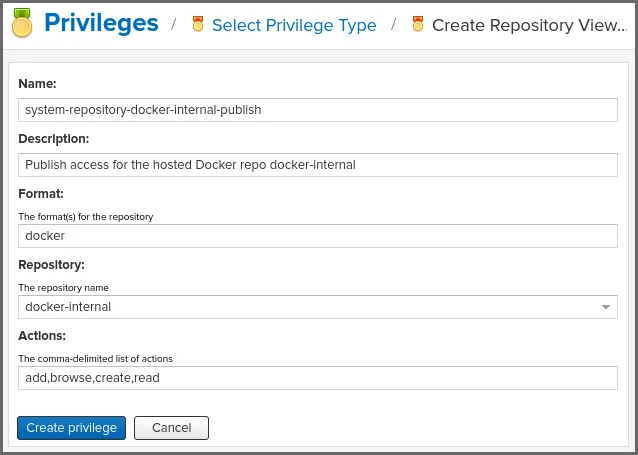 Privileges / Select Privilege Type / Create Repository View...
Name:
system-repository-docker-internal-publish
Description:
Publish access for the hosted Docker repo docker-internal
Format:
The format(s) for the repository
docker
Repository:
The repository name
docker-internal
Actions:
The comma-delimited list of actions
add,browse,create,read
Create privilege Cancel